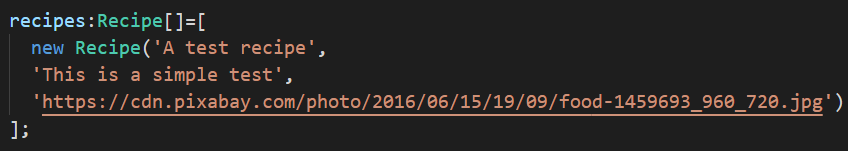 recipes:Recipe[]=[
new Recipe('A test recipe',
'This is a simple test',
'https://cdn.pixabay.com/photo/2016/06/15/19/09/food-1459693_960_720.jpg')
];